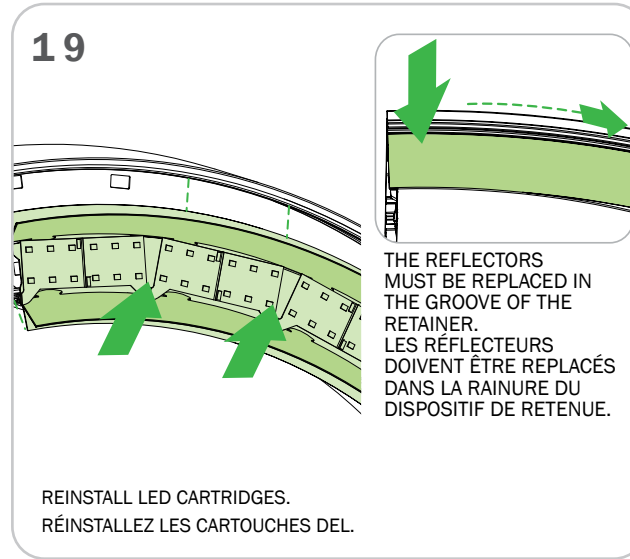 19
THE REFLECTORS
MUST BE REPLACED IN
THE GROOVE OF THE
RETAINER.
LES RÉFLECTEURS
DOIVENT ÊTRE REPLACÉS
DANS LA RAINURE DU
DISPOSITIF DE RETENUE.
REINSTALL LED CARTRIDGES.
RÉINSTALLEZ LES CARTOUCHES DEL.